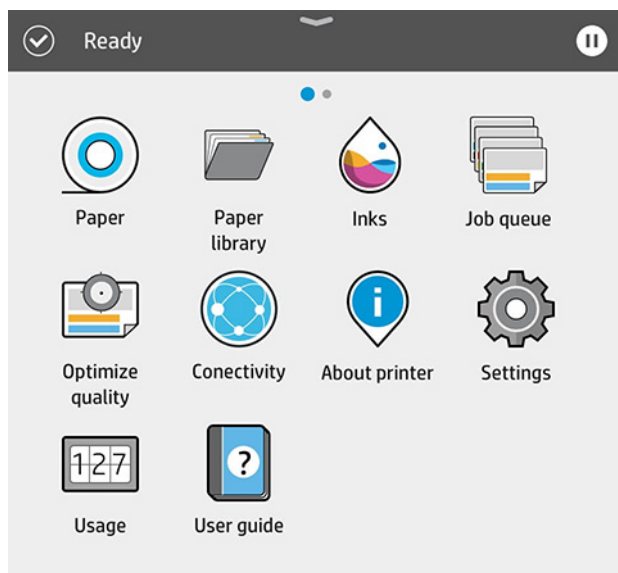 Ready
Paper
Paper
library
Inks
Job queue
Optimize
quality
Conectivity
About printer
Settings
127
Usage
?
User guide